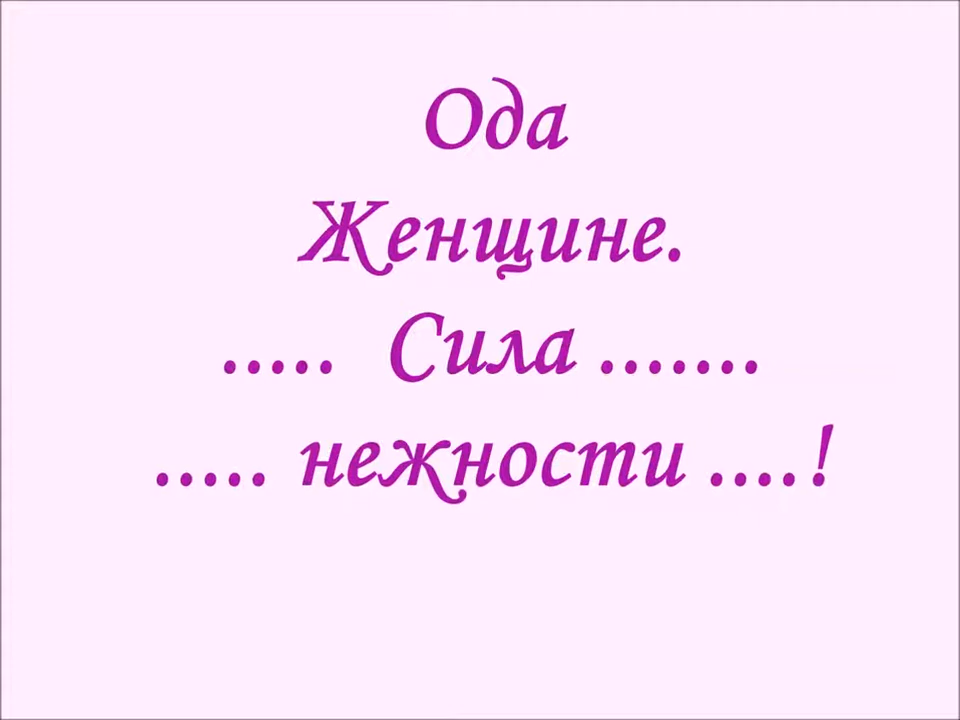 Ода
Женщине.
..... Сила .......
..... нежности ....!